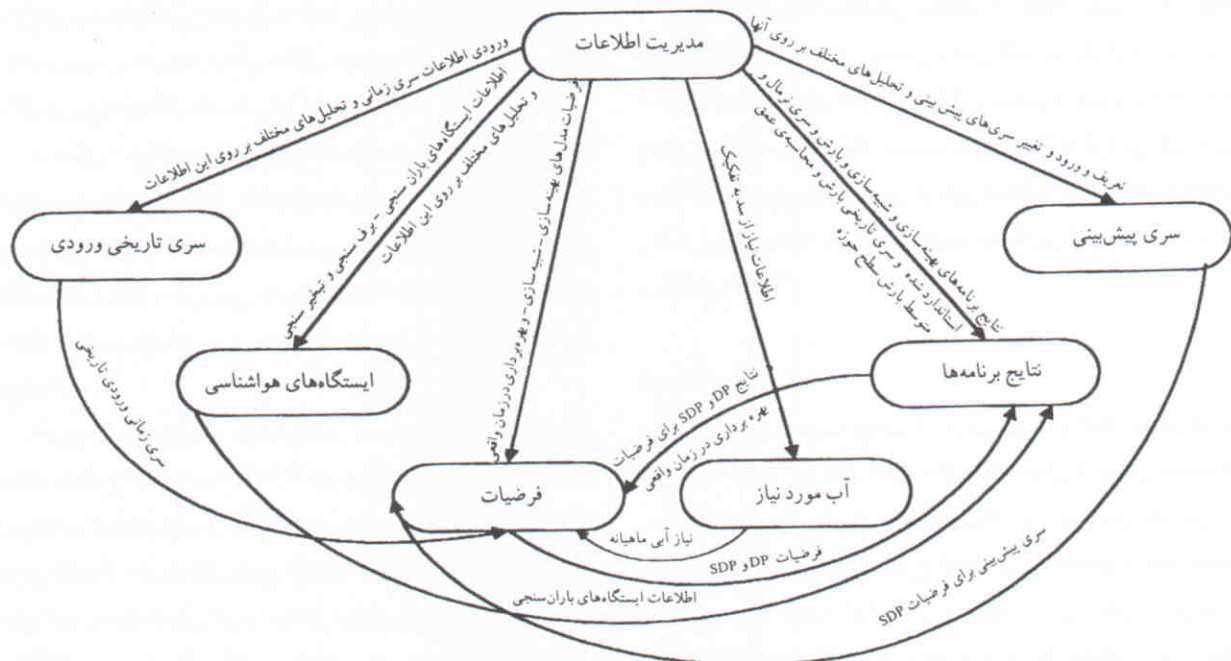 مدیریت اطلاعات
تعریف و ورود و تغییر سری‌های پیش بینی و تحلیل‌های مختلف بر روی آنها
نتایج برنامه‌های بهینه‌سازی و شبیه‌سازی و بارش و سری نرمال و
استاندارد شده و سری تاریخی بارش و محاسبه‌ی عمق
متوسط بارش سطح حوزه
اطلاعات نیاز از سد به تفکیک
فرضیات مدل‌های بهینه‌سازی - شبیه‌سازی - و بهره‌برداری در زمان واقعی
اطلاعات ایستگاه‌های باران سنجی - برف سنجی و تبخیر سنجی
و تحلیل‌های مختلف بر روی این اطلاعات
ورودی اطلاعات سری زمانی و تحلیل‌های مختلف بر روی این اطلاعات
سری پیش‌بینی
سری تاریخی ورودی
نتایج برنامه‌ها
ایستگاه‌های هواشناسی
نتایج DP و SDP برای فرضیات
بهره برداری در زمان واقعی
سری زمانی ورودی تاریخی
آب مورد نیاز
فرضیات
نیاز آبی ماهیانه
فرضیات DP و SDP
اطلاعات ایستگاه‌های باران‌سنجی
سری پیش‌بینی برای فرضیات SDP